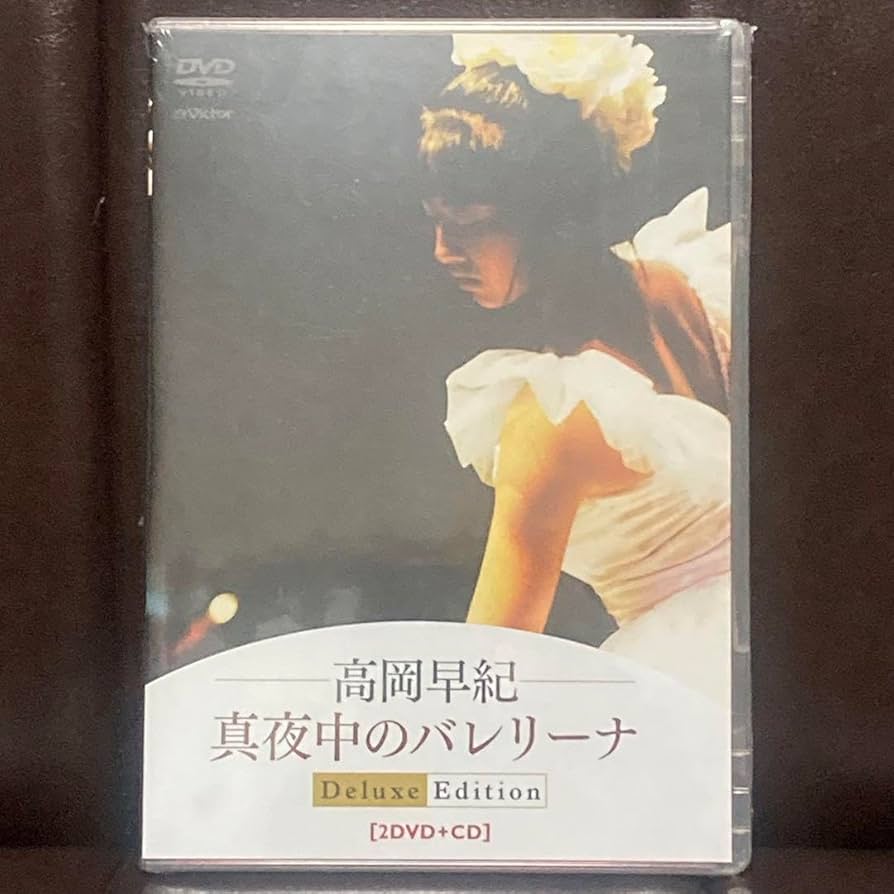 DVD
VIDEO
Victor
高岡早紀
真夜中のバレリーナ
Deluxe Edition
[2DVD+CD]